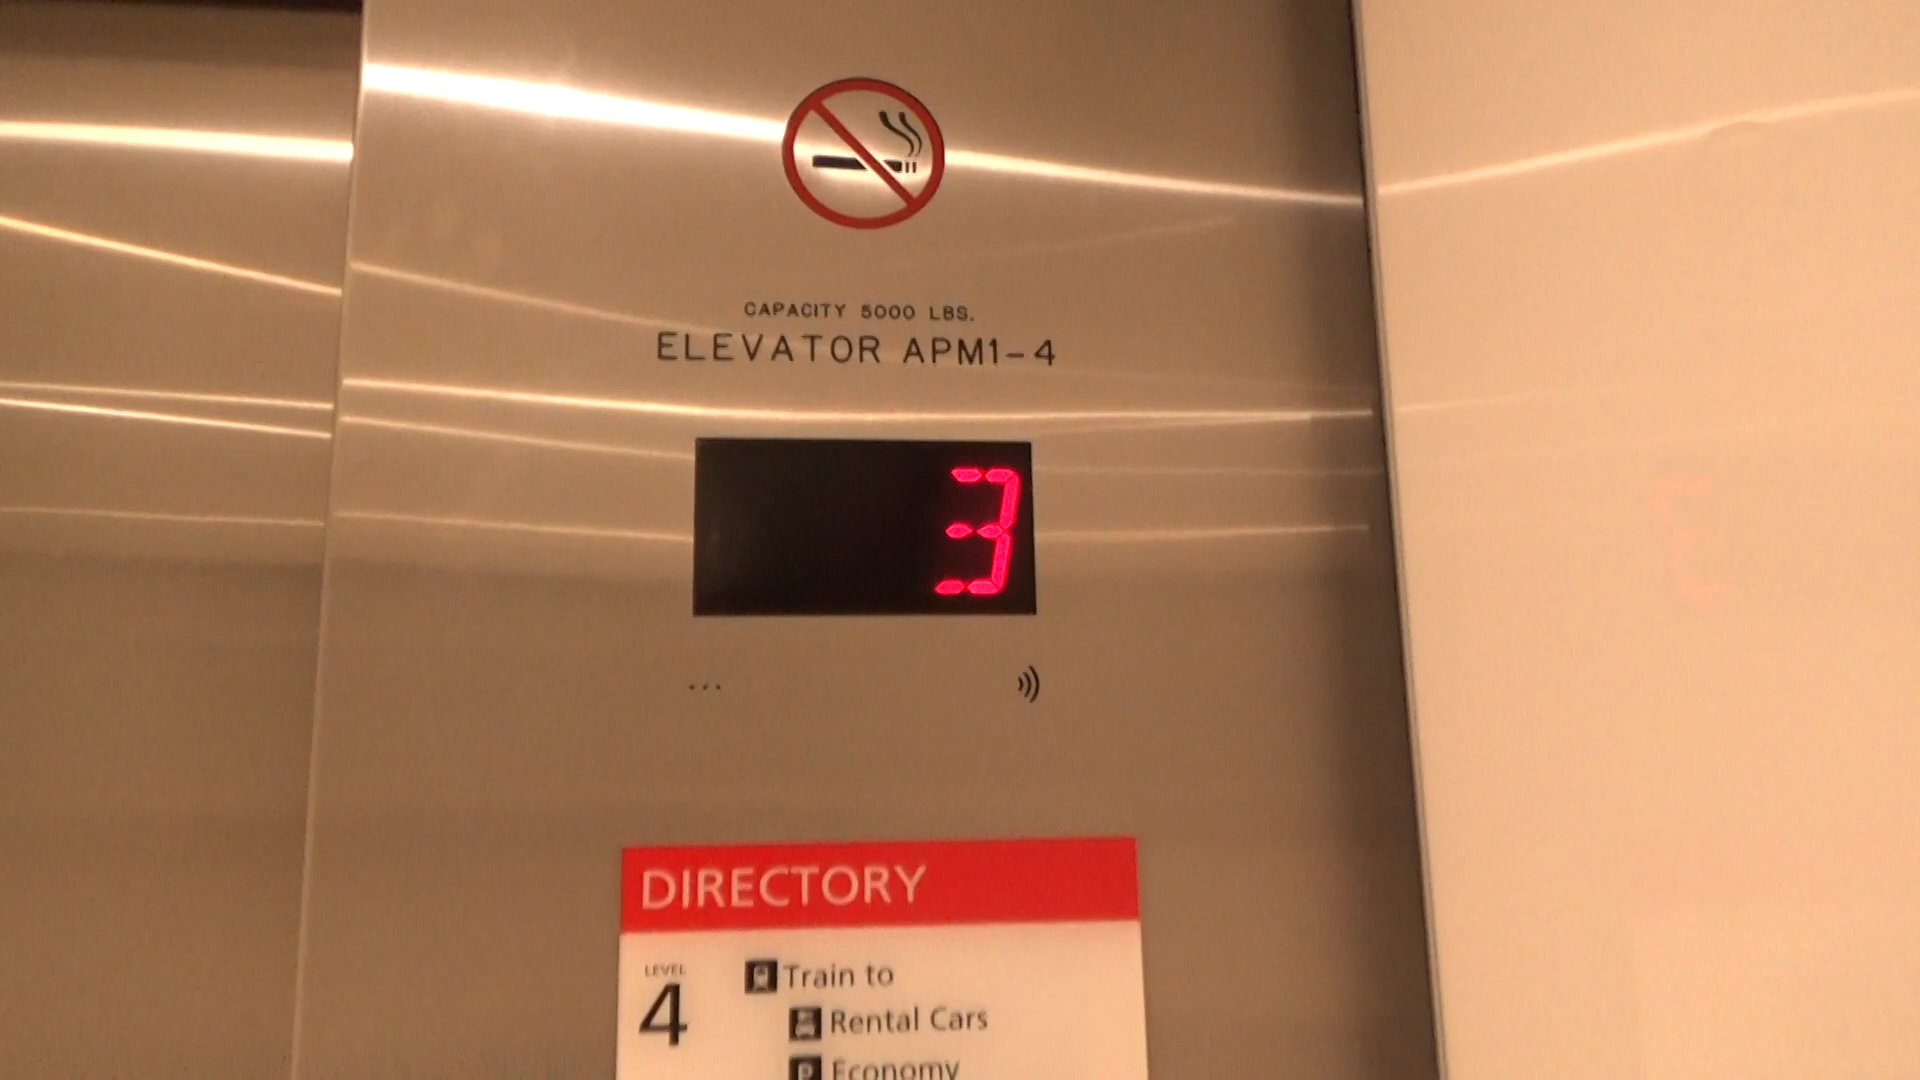 CAPACITY 5000 LBS.
ELEVATOR APM1-4
3
DIRECTORY
LEVEL
4
Train to
Rental Cars
P Economy